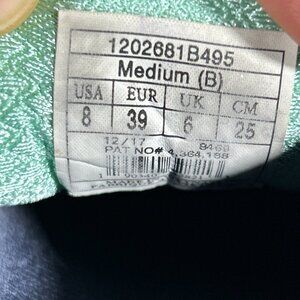 1202681B495
Medium (B)
USA EUR UK CM
8 39 6 25
12/17
PAT NO# 4,364,188